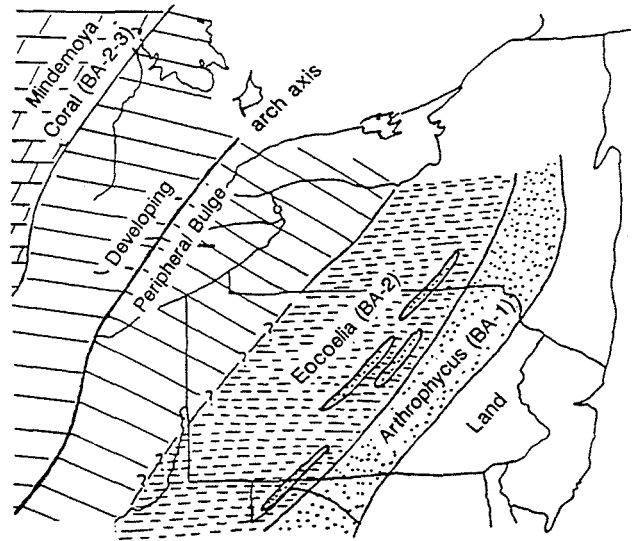 Mindemoya
Coral (BA-2-3)
arch axis
Developing
Peripheral Bulge
Eocoelia (BA-2)
Arthrophycus (BA-1)
Land
?
?
?
?
?